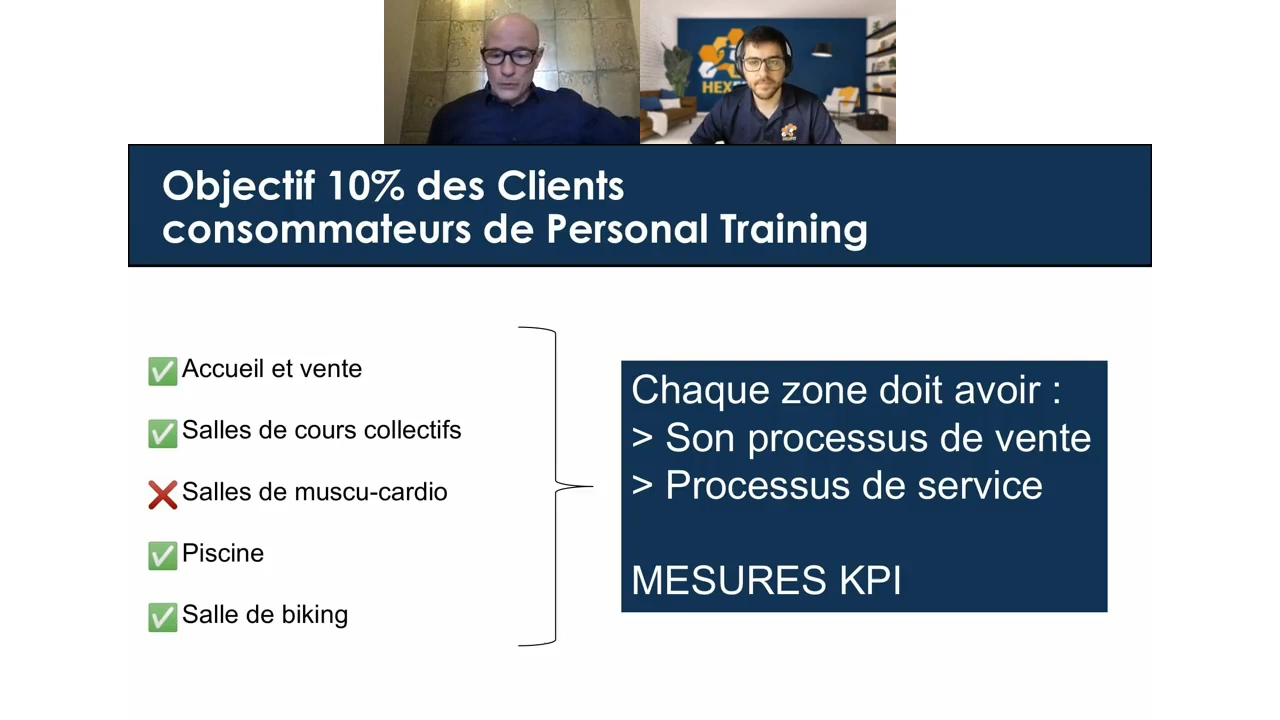 HEX
Objectif 10% des Clients
consommateurs de Personal Training
Accueil et vente
Salles de cours collectifs
Salles de muscu-cardio
Piscine
Salle de biking
Chaque zone doit avoir :
> Son processus de vente
> Processus de service
MESURES KPI